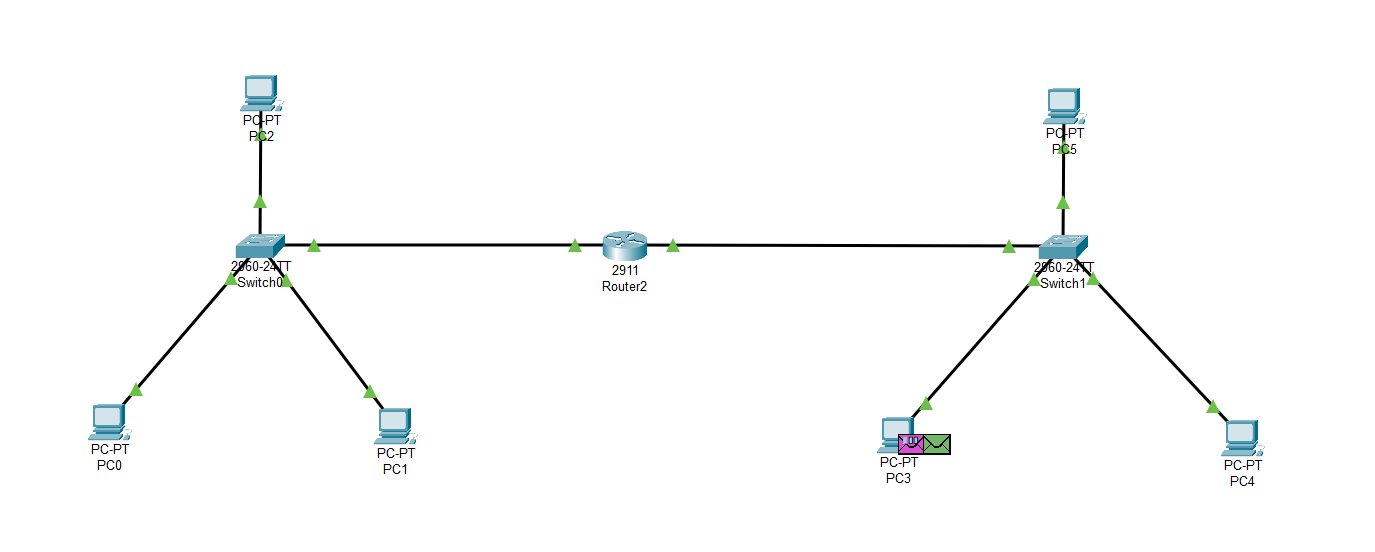 PC-PT
PC2
PC-PT
PC5
2960-24TT
Switch0
2911
Router2
2960-24TT
Switch1
PC-PT
PC0
PC-PT
PC1
PC-PT
PC3
PC-PT
PC4